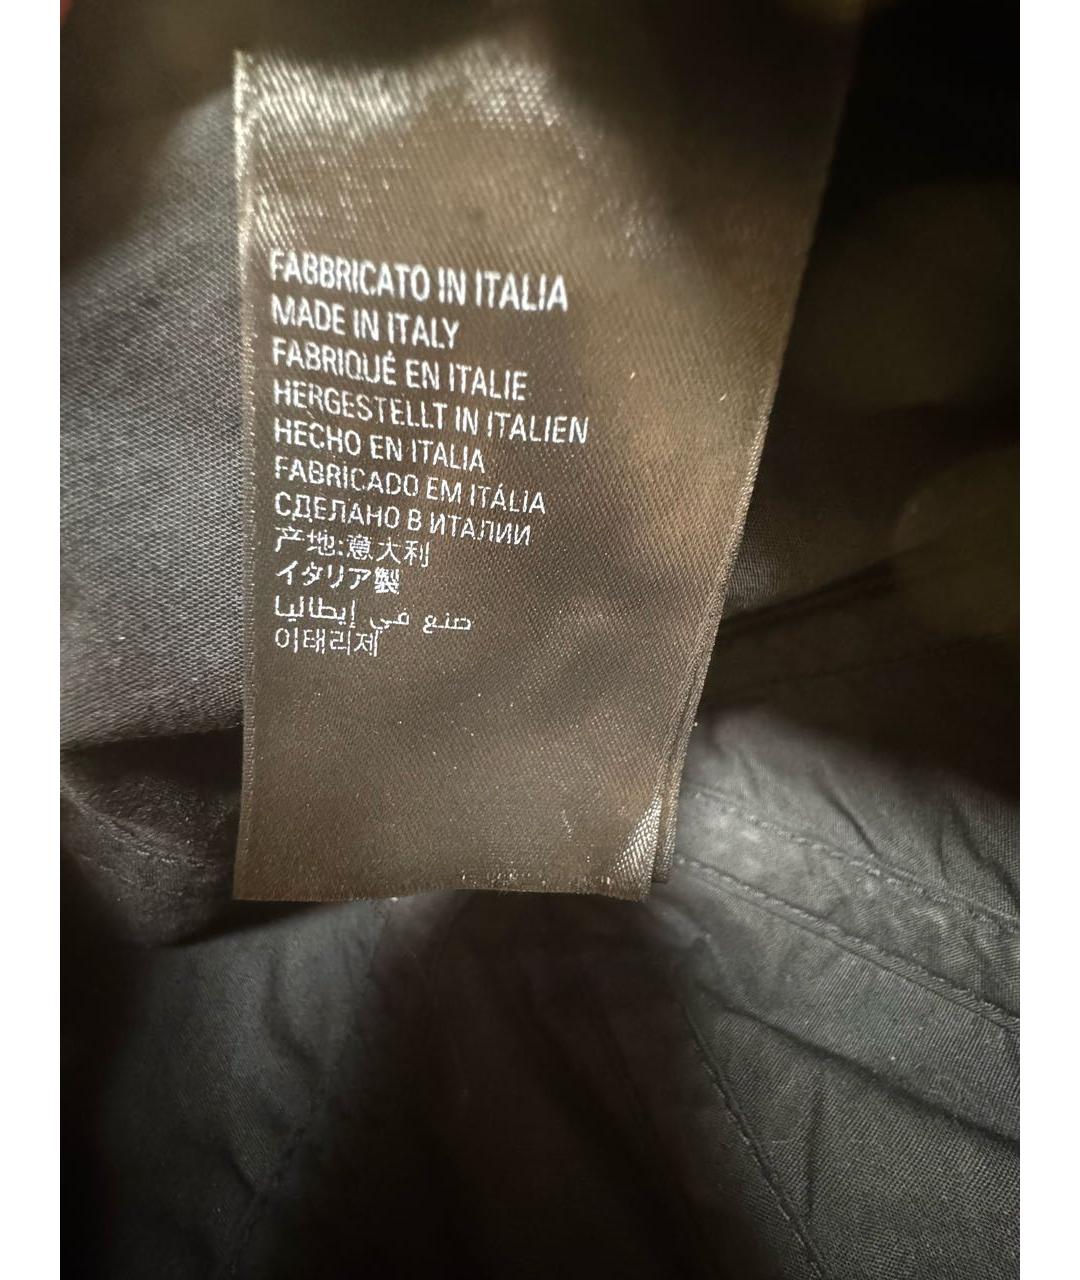 FABBRICATO IN ITALIA
MADE IN ITALY
FABRIQUÉ EN ITALIE
HERGESTELLT IN ITALIEN
HECHO EN ITALIA
FABRICADO EM ITÁLIA
СДЕЛАНО В ИТАЛИИ
产地:意大利
イタリア製
صنع في إيطاليا
이태리제